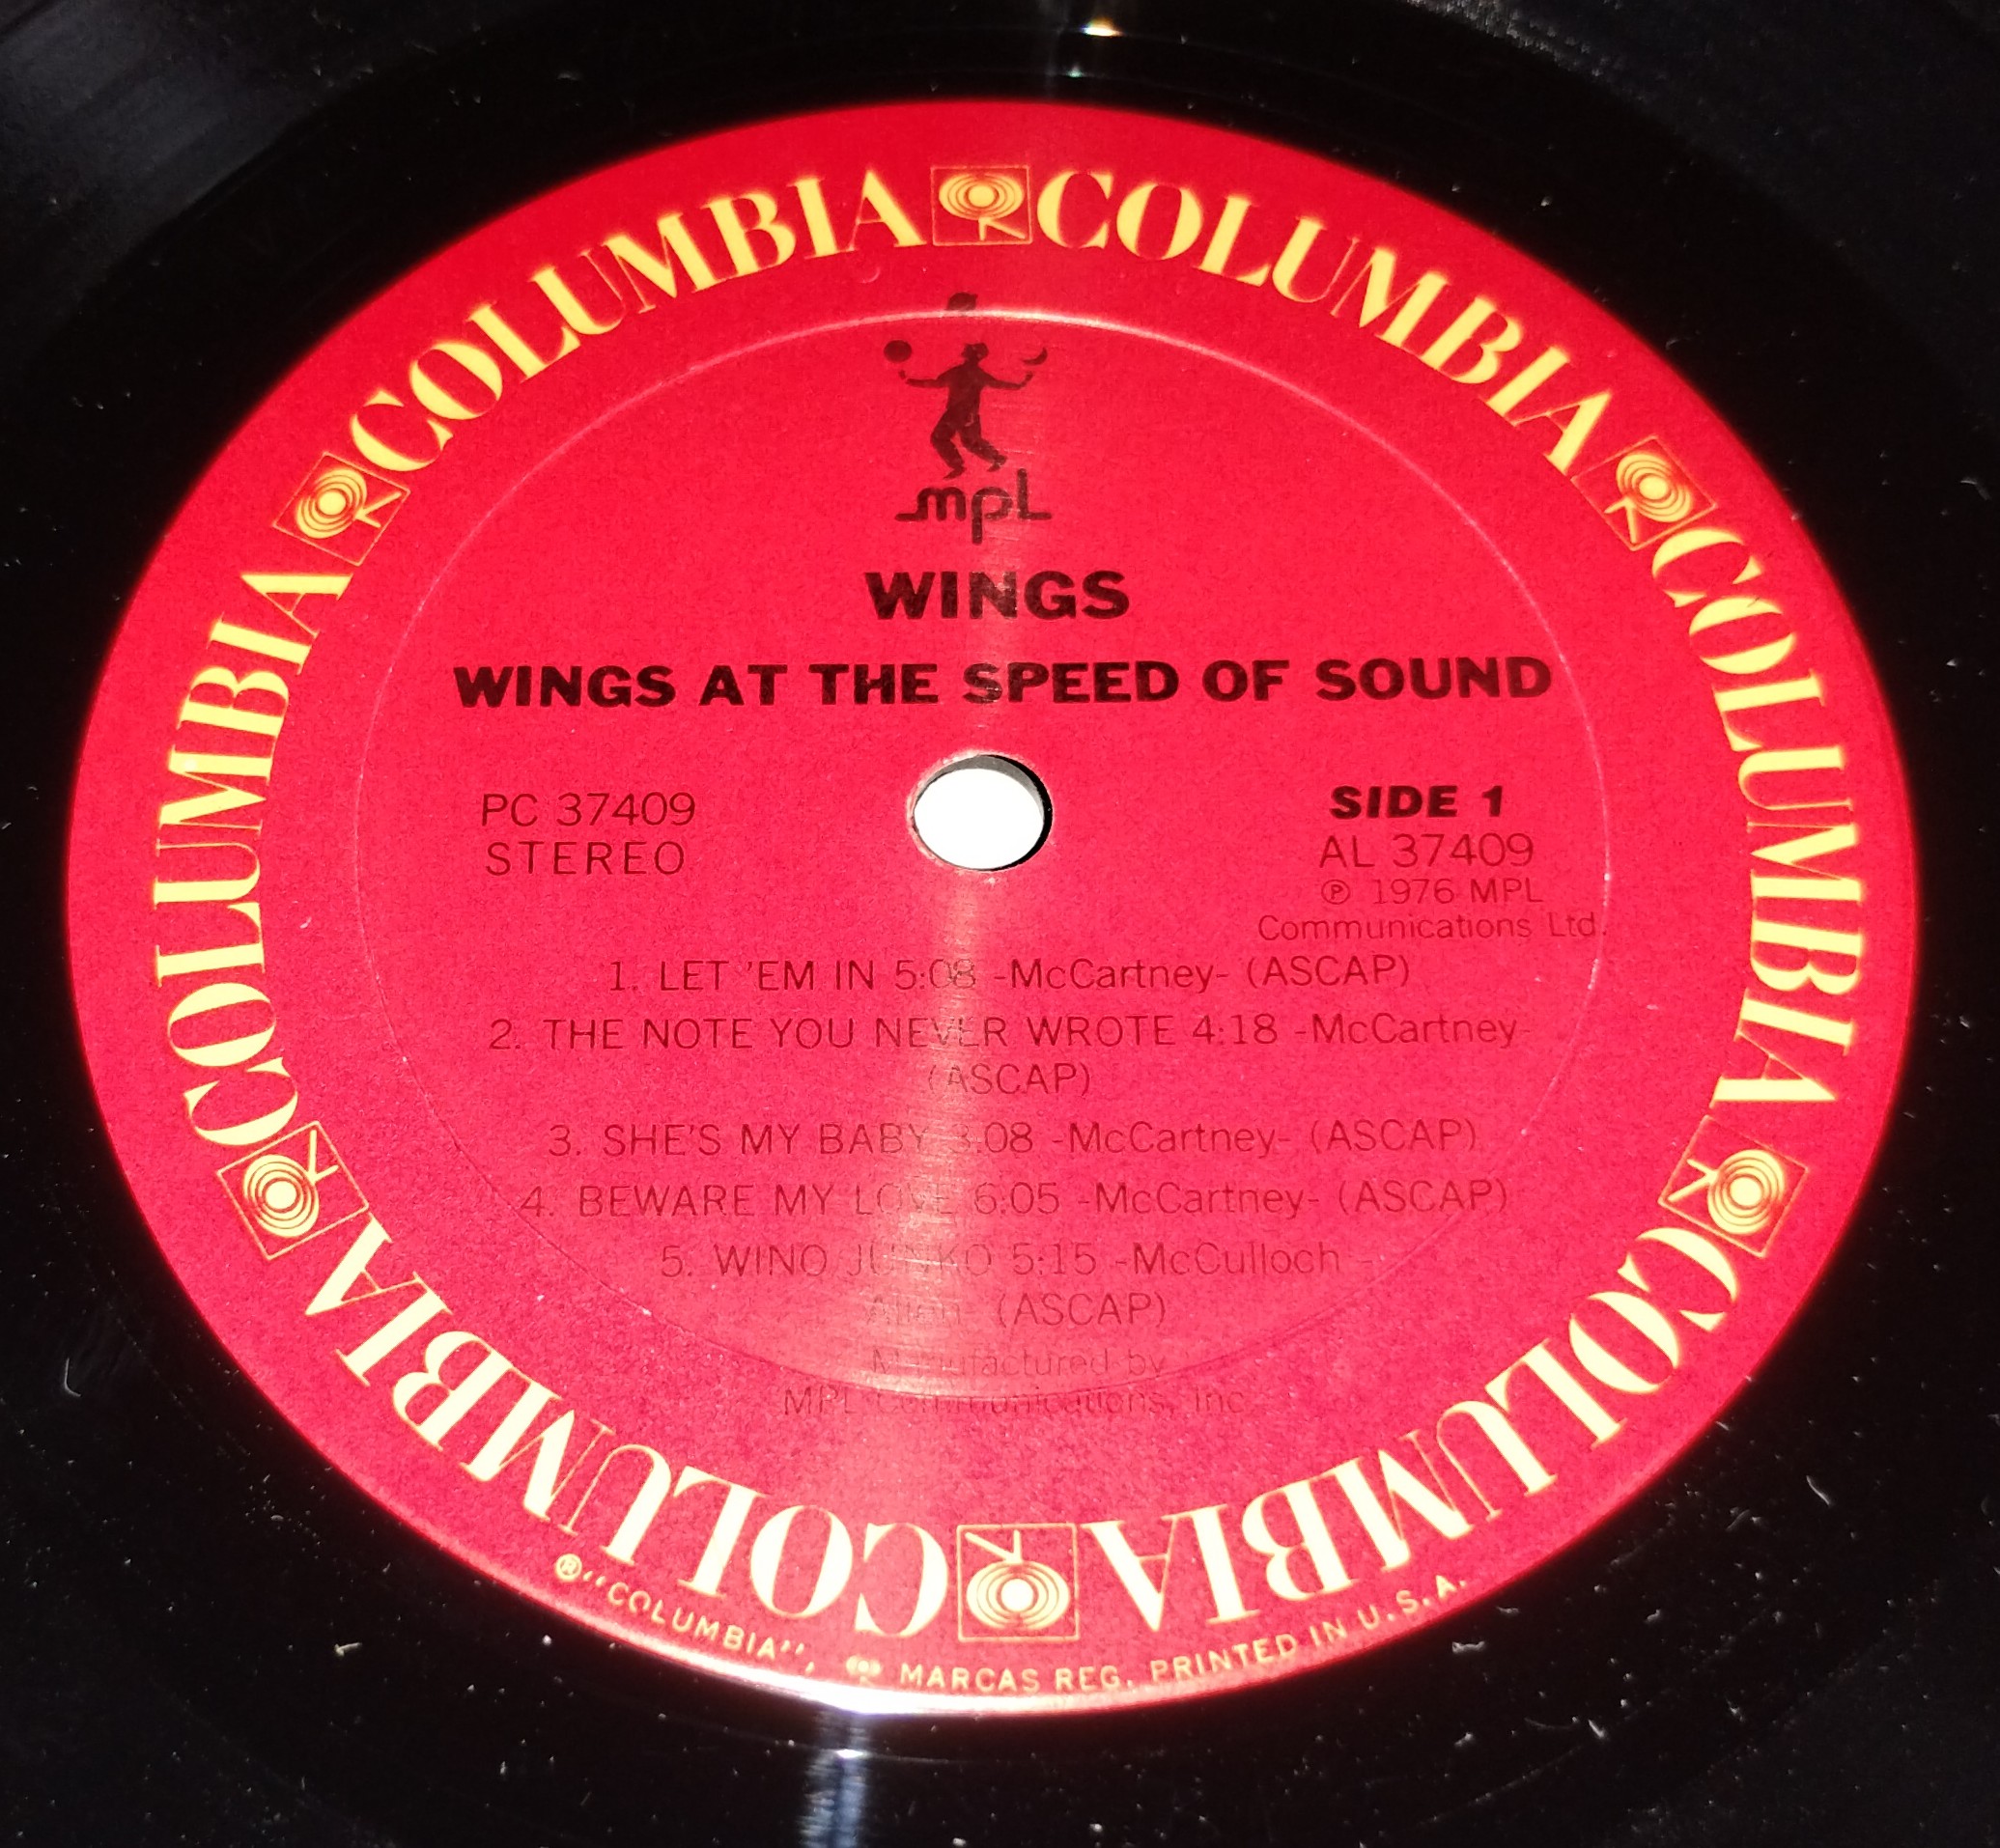 COLUMBIA COLUMBIA COLUMBIA COLUMBIA COLUMBIA COLUMBIA
mpL
WINGS
WINGS AT THE SPEED OF SOUND
PC 37409
STEREO
SIDE 1
AL 37409
℗ 1976 MPL
Communications Ltd.
1. LET 'EM IN 5:08 -McCartney- (ASCAP)
2. THE NOTE YOU NEVER WROTE 4:18 -McCartney-
(ASCAP)
3. SHE'S MY BABY 3:08 -McCartney- (ASCAP)
4. BEWARE MY LOVE 6:05 -McCartney- (ASCAP)
5. WINO JUNKO 5:15 -McCulloch -
Allen- (ASCAP)
Manufactured by
MPL Communications, Inc.
® "COLUMBIA", MARCAS REG. PRINTED IN U.S.A.